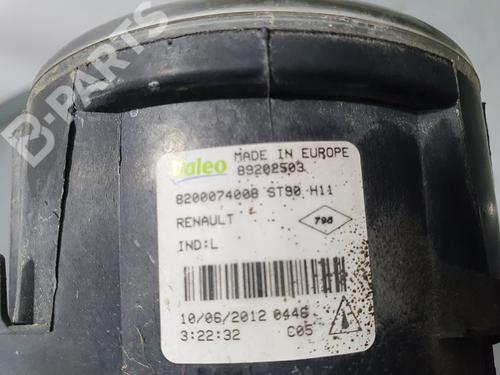 B-PARTS
Valeo MADE IN EUROPE
89202503
8200074008 ST90 H11
RENAULT 796
IND:L
10/06/2012 0446
3:22:32 C05